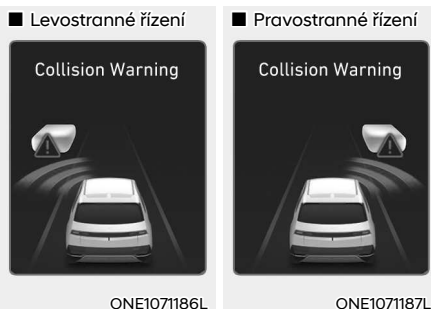 ■ Levostranné řízení
Collision Warning
ONE1071186L
■ Pravostranné řízení
Collision Warning
ONE1071187L